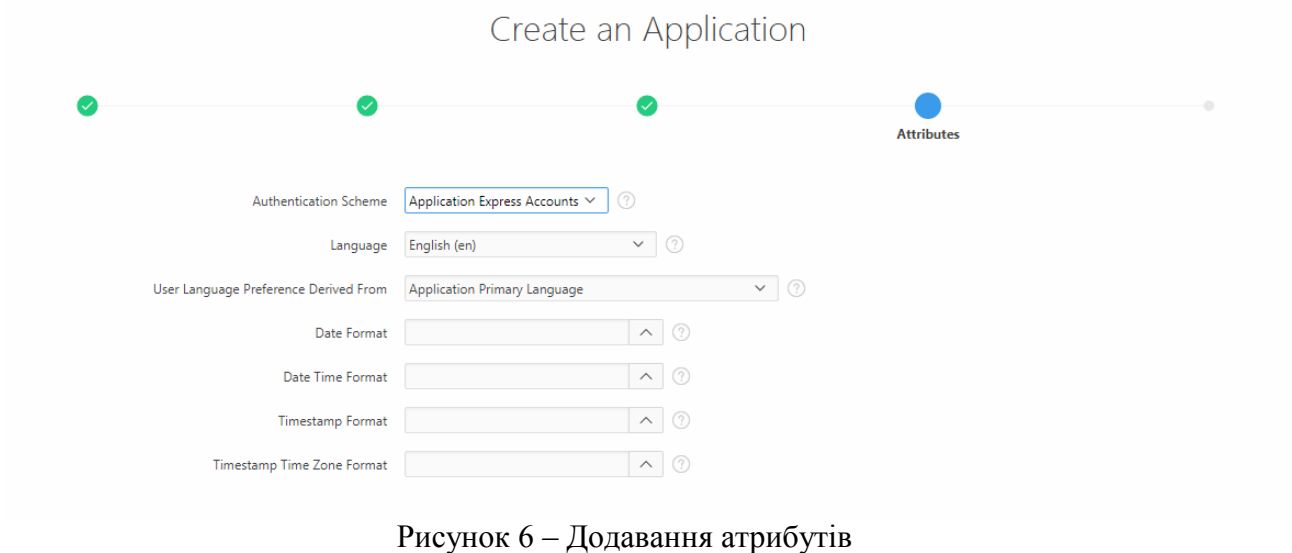 Create an Application
Attributes
Authentication Scheme Application Express Accounts
Language English (en)
User Language Preference Derived From Application Primary Language
Date Format
Date Time Format
Timestamp Format
Timestamp Time Zone Format
Рисунок 6 – Додавання атрибутів